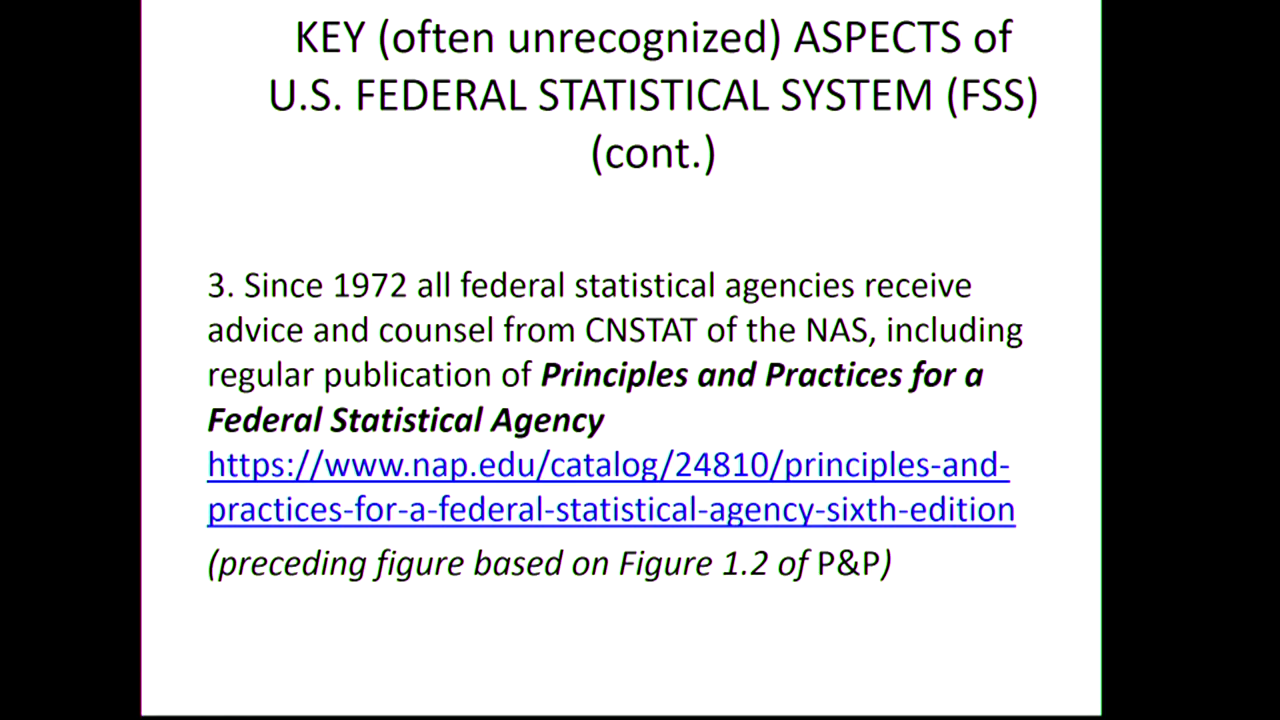 KEY (often unrecognized) ASPECTS of
U.S. FEDERAL STATISTICAL SYSTEM (FSS)
(cont.)
3. Since 1972 all federal statistical agencies receive
advice and counsel from CNSTAT of the NAS, including
regular publication of Principles and Practices for a
Federal Statistical Agency
https://www.nap.edu/catalog/24810/principles-and-
practices-for-a-federal-statistical-agency-sixth-edition
(preceding figure based on Figure 1.2 of P&P)